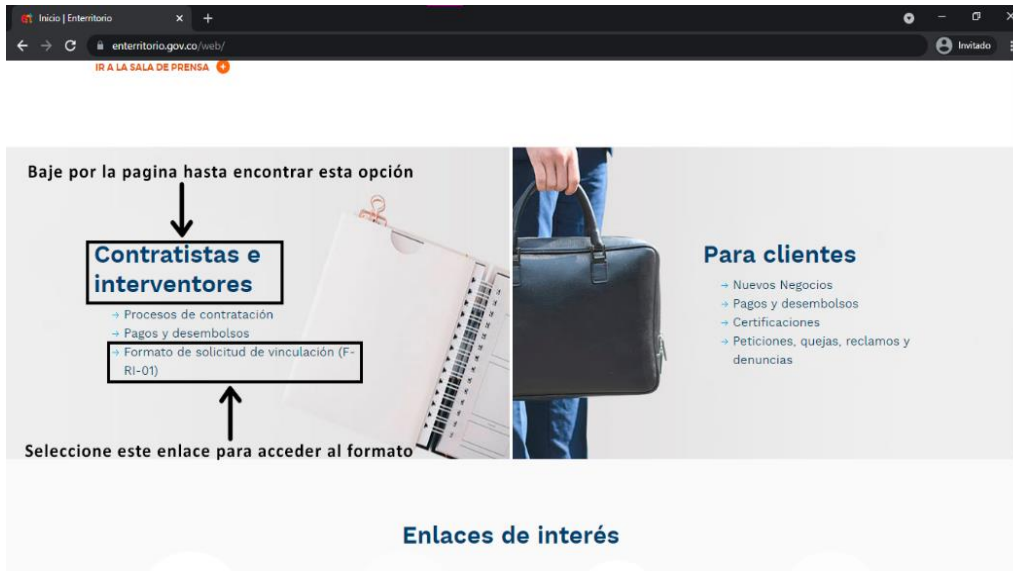 Inicio | Enterritorio
enterritorio.gov.co/web/
Invitado
IR A LA SALA DE PRENSA
Baje por la pagina hasta encontrar esta opción
Contratistas e
interventores
Procesos de contratación
Pagos y desembolsos
Formato de solicitud de vinculación (F-
RI-01)
Seleccione este enlace para acceder al formato
Para clientes
Nuevos Negocios
Pagos y desembolsos
Certificaciones
Peticiones, quejas, reclamos y
denuncias
Enlaces de interés